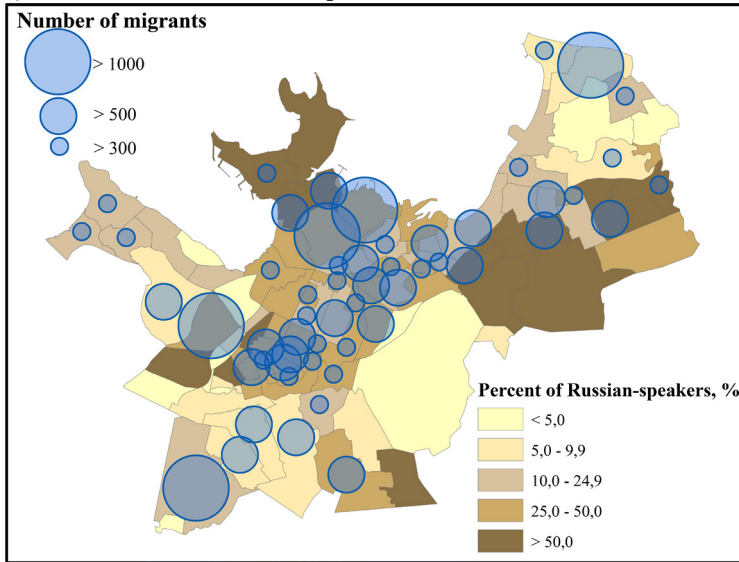 Number of migrants
> 1000
> 500
> 300
Percent of Russian-speakers, %
< 5,0
5,0 - 9,9
10,0 - 24,9
25,0 - 50,0
> 50,0